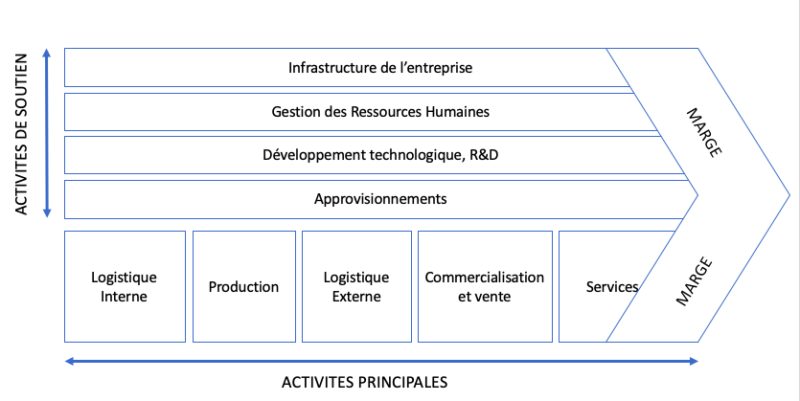 ACTIVITES DE SOUTIEN
Infrastructure de l’entreprise
Gestion des Ressources Humaines
Développement technologique, R&D
Approvisionnements
MARGE
Logistique
Interne
Production
Logistique
Externe
Commercialisation
et vente
Services
MARGE
ACTIVITES PRINCIPALES